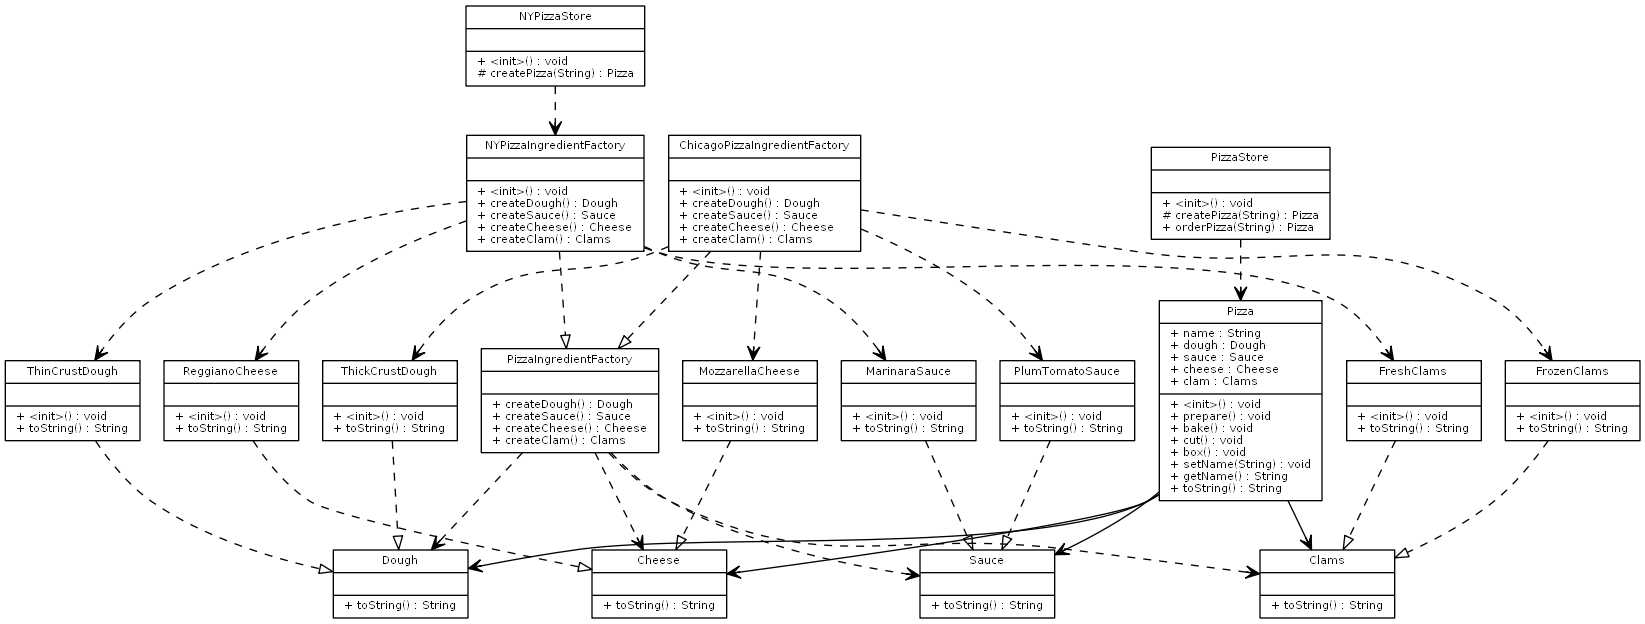 NYPizzaStore
+ <init>() : void
# createPizza(String) : Pizza
NYPizzaIngredientFactory
+ <init>() : void
+ createDough() : Dough
+ createSauce() : Sauce
+ createCheese() : Cheese
+ createClam() : Clams
ChicagoPizzaIngredientFactory
+ <init>() : void
+ createDough() : Dough
+ createSauce() : Sauce
+ createCheese() : Cheese
+ createClam() : Clams
PizzaStore
+ <init>() : void
# createPizza(String) : Pizza
+ orderPizza(String) : Pizza
ThinCrustDough
+ <init>() : void
+ toString() : String
ReggianoCheese
+ <init>() : void
+ toString() : String
ThickCrustDough
+ <init>() : void
+ toString() : String
PizzaIngredientFactory
+ createDough() : Dough
+ createSauce() : Sauce
+ createCheese() : Cheese
+ createClam() : Clams
MozzarellaCheese
+ <init>() : void
+ toString() : String
MarinaraSauce
+ <init>() : void
+ toString() : String
PlumTomatoSauce
+ <init>() : void
+ toString() : String
Pizza
+ name : String
+ dough : Dough
+ sauce : Sauce
+ cheese : Cheese
+ clam : Clams
+ <init>() : void
+ prepare() : void
+ bake() : void
+ cut() : void
+ box() : void
+ setName(String) : void
+ getName() : String
+ toString() : String
FreshClams
+ <init>() : void
+ toString() : String
FrozenClams
+ <init>() : void
+ toString() : String
Dough
+ toString() : String
Cheese
+ toString() : String
Sauce
+ toString() : String
Clams
+ toString() : String